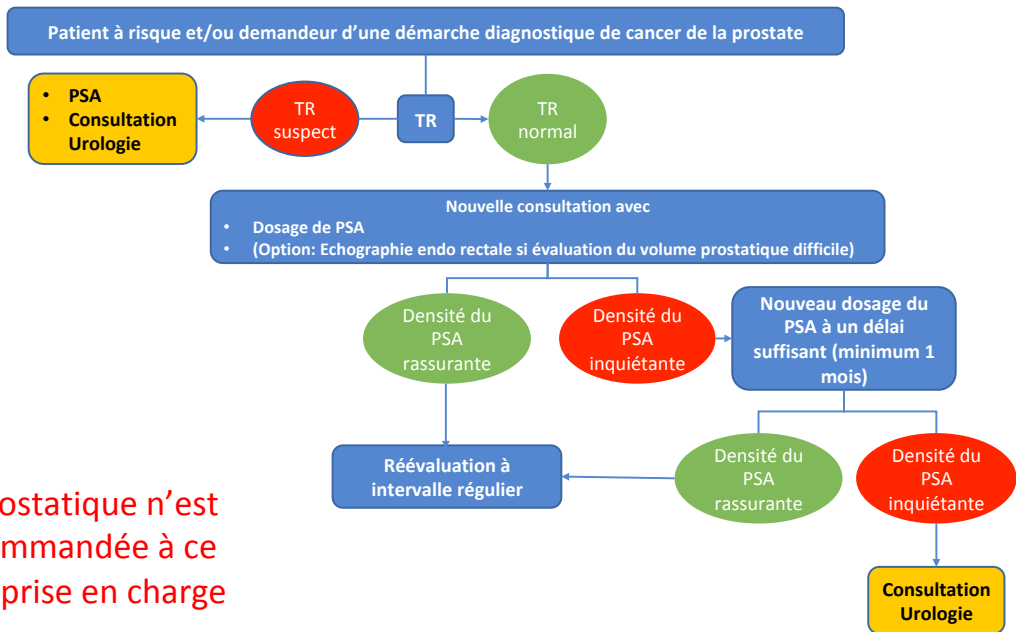 Patient à risque et/ou demandeur d’une démarche diagnostique de cancer de la prostate
• PSA
• Consultation
Urologie
TR
suspect
TR
TR
normal
Nouvelle consultation avec
• Dosage de PSA
• (Option: Echographie endo rectale si évaluation du volume prostatique difficile)
Densité du
PSA
rassurante
Densité du
PSA
inquiétante
Nouveau dosage du
PSA à un délai
suffisant (minimum 1
mois)
Réévaluation à
intervalle régulier
Densité du
PSA
rassurante
Densité du
PSA
inquiétante
Consultation
Urologie
ostatique n’est
mmandée à ce
prise en charge